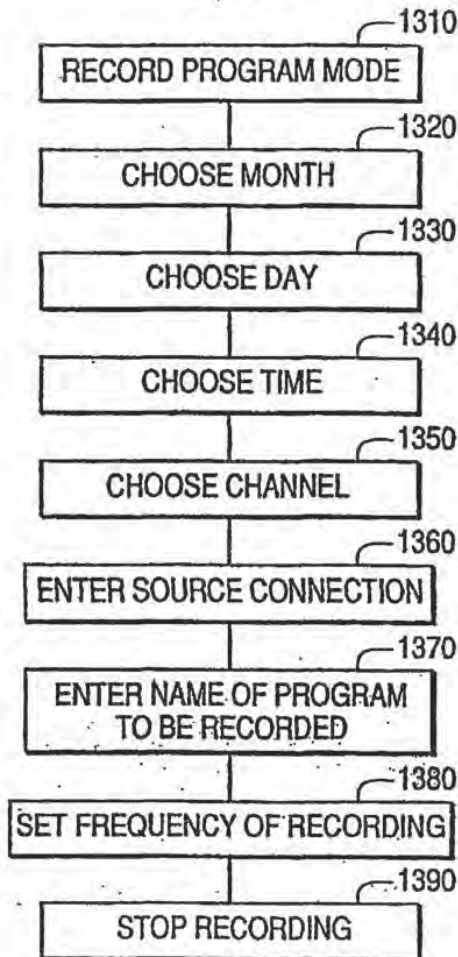 1310
RECORD PROGRAM MODE
1320
CHOOSE MONTH
1330
CHOOSE DAY
1340
CHOOSE TIME
1350
CHOOSE CHANNEL
1360
ENTER SOURCE CONNECTION
1370
ENTER NAME OF PROGRAM
TO BE RECORDED
1380
SET FREQUENCY OF RECORDING
1390
STOP RECORDING